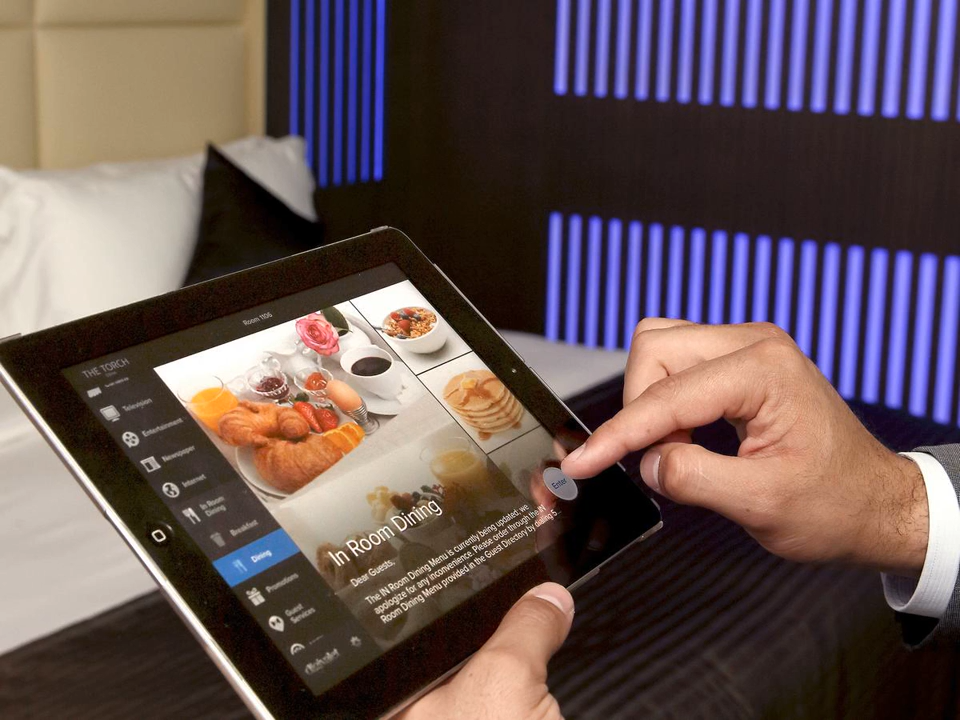 Room 1106
THE TORCH
Television
Entertainment
Newspaper
Internet
In Room
Dining
Breakfast
Dining
Promotions
Guest
Services
In Room Dining
Dear Guests,
The IN Room Dining Menu is currently being updated, we
apologize for any inconvenience. Please order through the IN
Room Dining Menu provided in the Guest Directory by dialing 5...
Enter